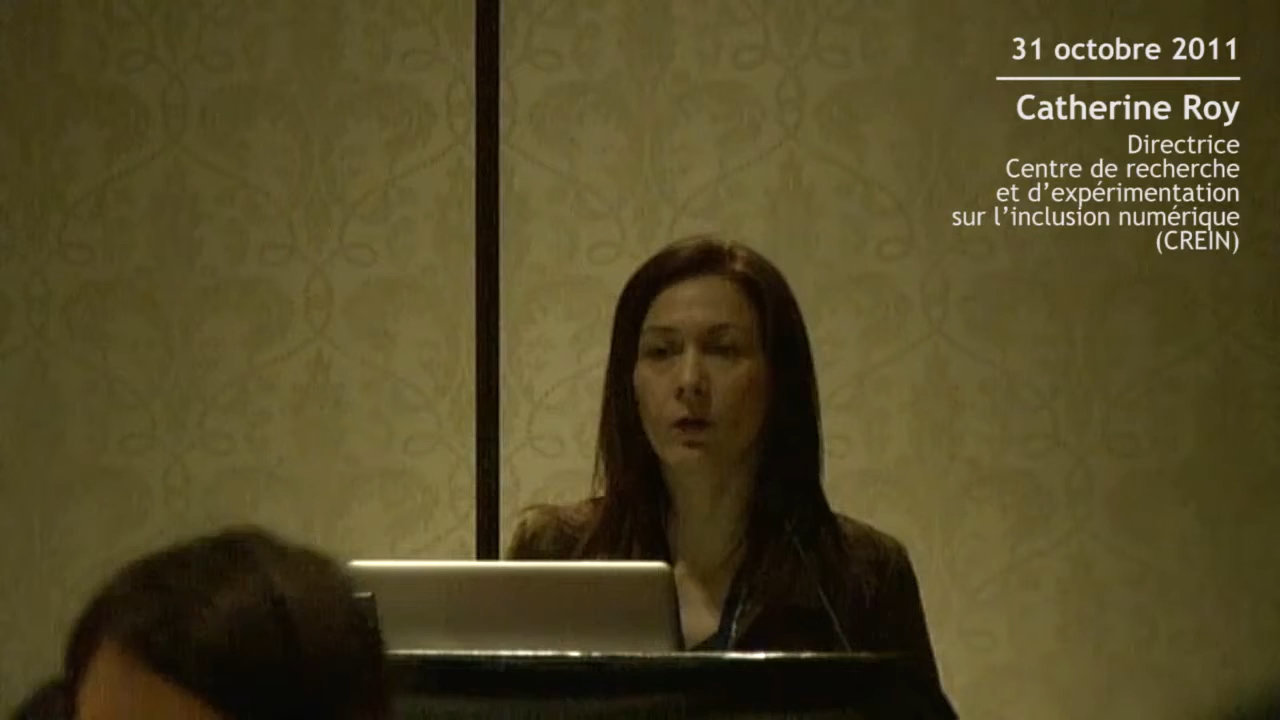 31 octobre 2011
Catherine Roy
Directrice
Centre de recherche
et d'expérimentation
sur l'inclusion numérique
(CREIN)